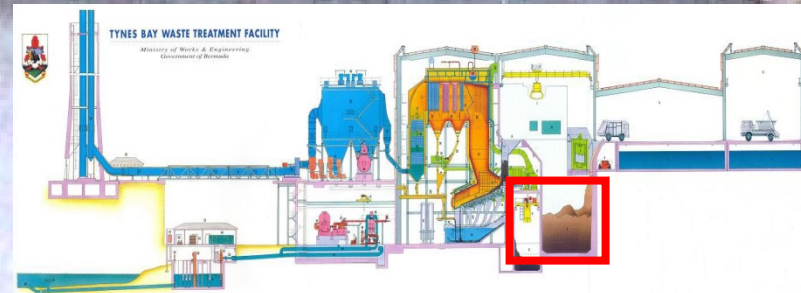 TYNES BAY WASTE TREATMENT FACILITY
Ministry of Works & Engineering
Government of Bermuda